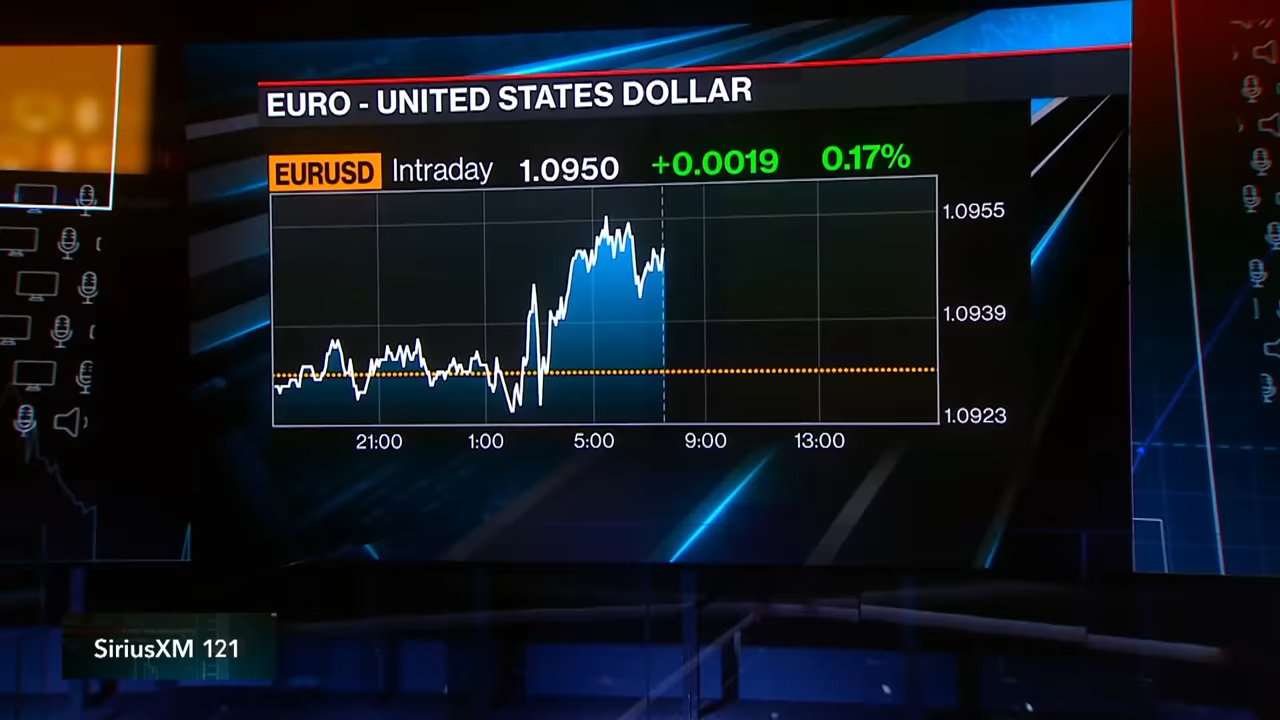 EURO - UNITED STATES DOLLAR
EURUSD Intraday 1.0950 +0.0019 0.17%
1.0955
1.0939
1.0923
21:00 1:00 5:00 9:00 13:00
SiriusXM 121